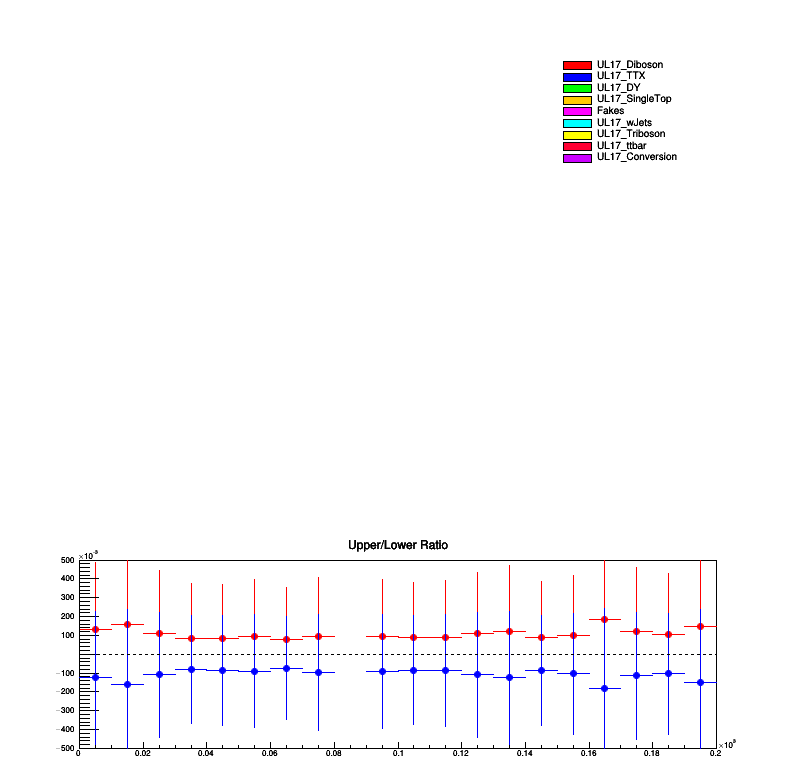 UL17_Diboson
UL17_TTX
UL17_DY
UL17_SingleTop
Fakes
UL17_wJets
UL17_Triboson
UL17_ttbar
UL17_Conversion
Upper/Lower Ratio
×10⁻³
500
400
300
200
100
−100
−200
−300
−400
−500
0 0.02 0.04 0.06 0.08 0.1 0.12 0.14 0.16 0.18 0.2
×10³